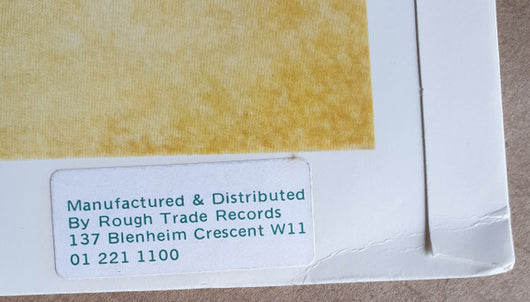 Manufactured & Distributed
By Rough Trade Records
137 Blenheim Crescent W11
01 221 1100